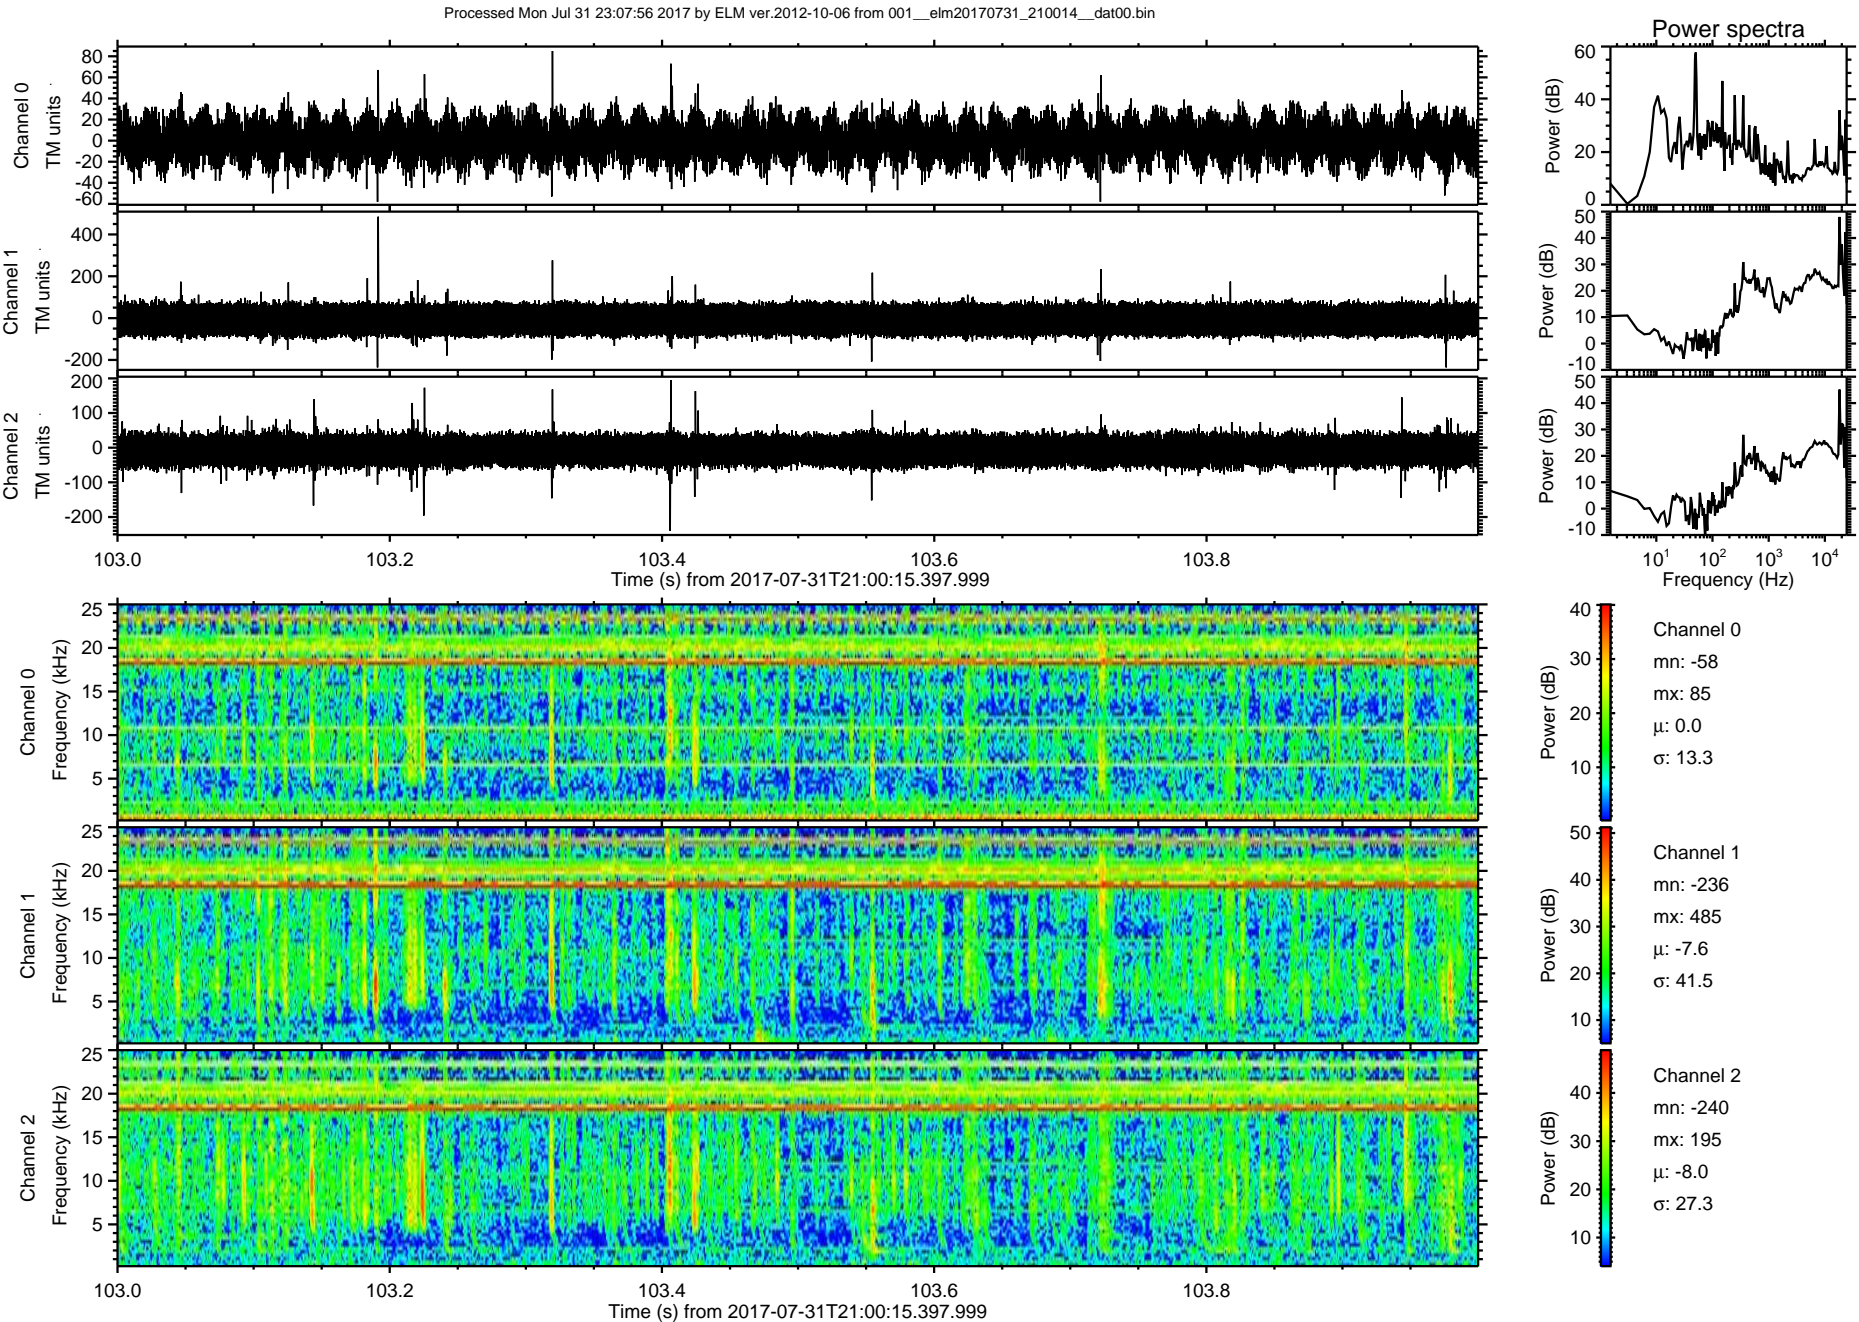 Processed Mon Jul 31 23:07:56 2017 by ELM ver.2012-10-06 from 001__elm20170731_210014__dat00.bin
Power spectra
Channel 0
TM units
80
60
40
20
0
-20
-40
-60
Power (dB)
60
40
20
0
Channel 1
TM units
400
200
0
-200
Power (dB)
50
40
30
20
10
0
-10
Channel 2
TM units
200
100
0
-100
-200
Power (dB)
50
40
30
20
10
0
-10
103.0 103.2 103.4 103.6 103.8
Time (s) from 2017-07-31T21:00:15.397.999
10¹ 10² 10³ 10⁴
Frequency (Hz)
Channel 0
Frequency (kHz)
25
20
15
10
5
Power (dB)
40
30
20
10
Channel 0
mn: -58
mx: 85
μ: 0.0
σ: 13.3
Channel 1
Frequency (kHz)
25
20
15
10
5
Power (dB)
50
40
30
20
10
Channel 1
mn: -236
mx: 485
μ: -7.6
σ: 41.5
Channel 2
Frequency (kHz)
25
20
15
10
5
Power (dB)
40
30
20
10
Channel 2
mn: -240
mx: 195
μ: -8.0
σ: 27.3
103.0 103.2 103.4 103.6 103.8
Time (s) from 2017-07-31T21:00:15.397.999